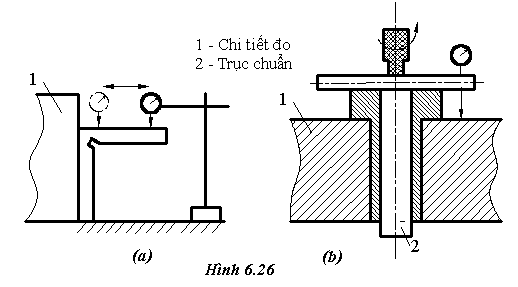 1 - Chi tiết đo
2 - Trục chuẩn
1
1
2
(a)
(b)
Hình 6.26